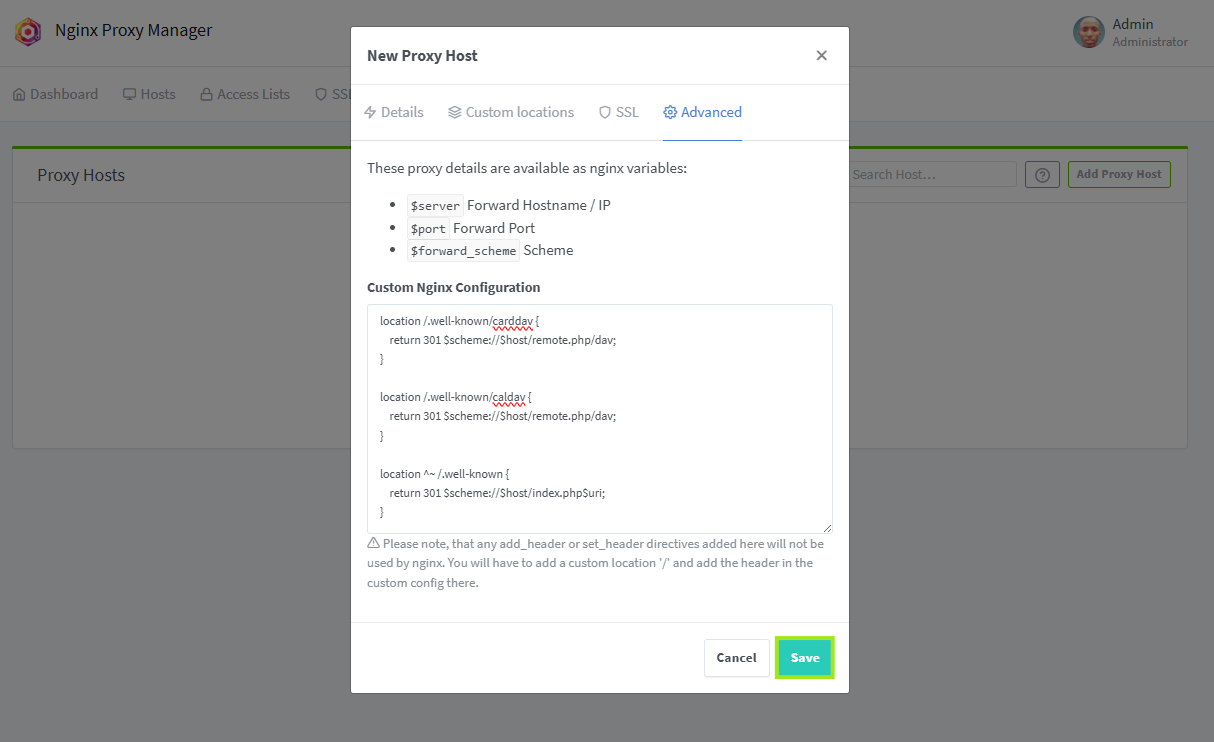 Nginx Proxy Manager
Admin
Administrator
Dashboard
Hosts
Access Lists
SSL
Proxy Hosts
Search Host…
Add Proxy Host
New Proxy Host
Details
Custom locations
SSL
Advanced
These proxy details are available as nginx variables:
• $server Forward Hostname / IP
• $port Forward Port
• $forward_scheme Scheme
Custom Nginx Configuration
location /.well-known/carddav {
return 301 $scheme://$host/remote.php/dav;
}
location /.well-known/caldav {
return 301 $scheme://$host/remote.php/dav;
}
location ^~ /.well-known {
return 301 $scheme://$host/index.php$uri;
}
Please note, that any add_header or set_header directives added here will not be
used by nginx. You will have to add a custom location '/' and add the header in the
custom config there.
Cancel
Save